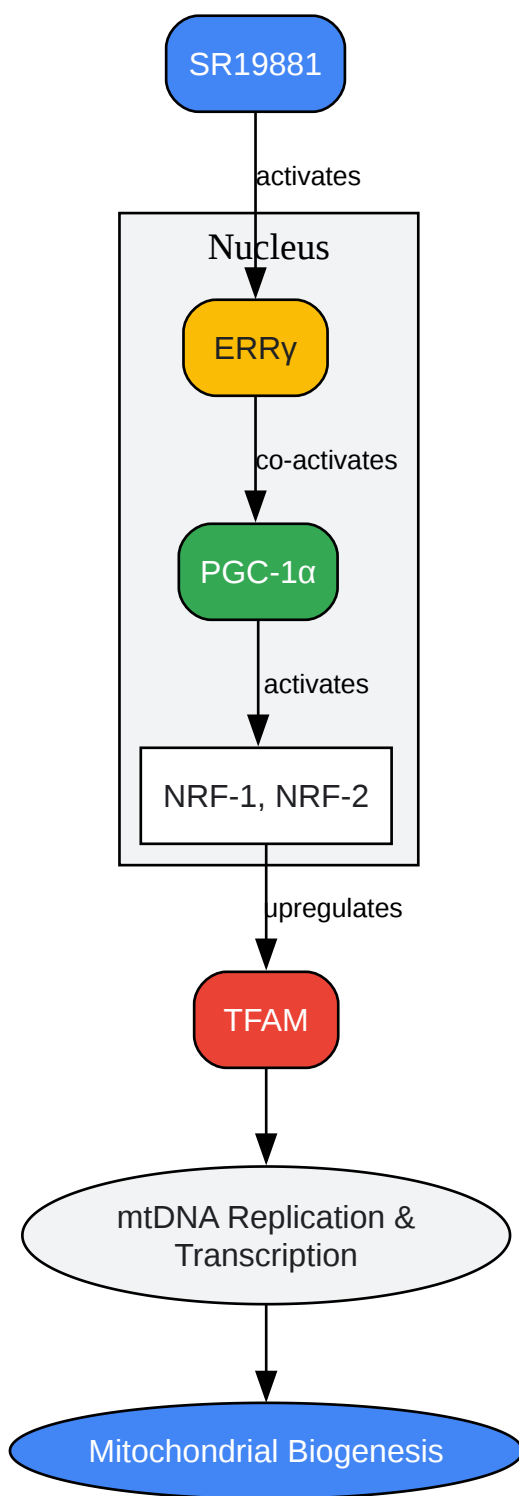 SR19881
activates
Nucleus
ERRγ
co-activates
PGC-1α
activates
NRF-1, NRF-2
upregulates
TFAM
mtDNA Replication &
Transcription
Mitochondrial Biogenesis